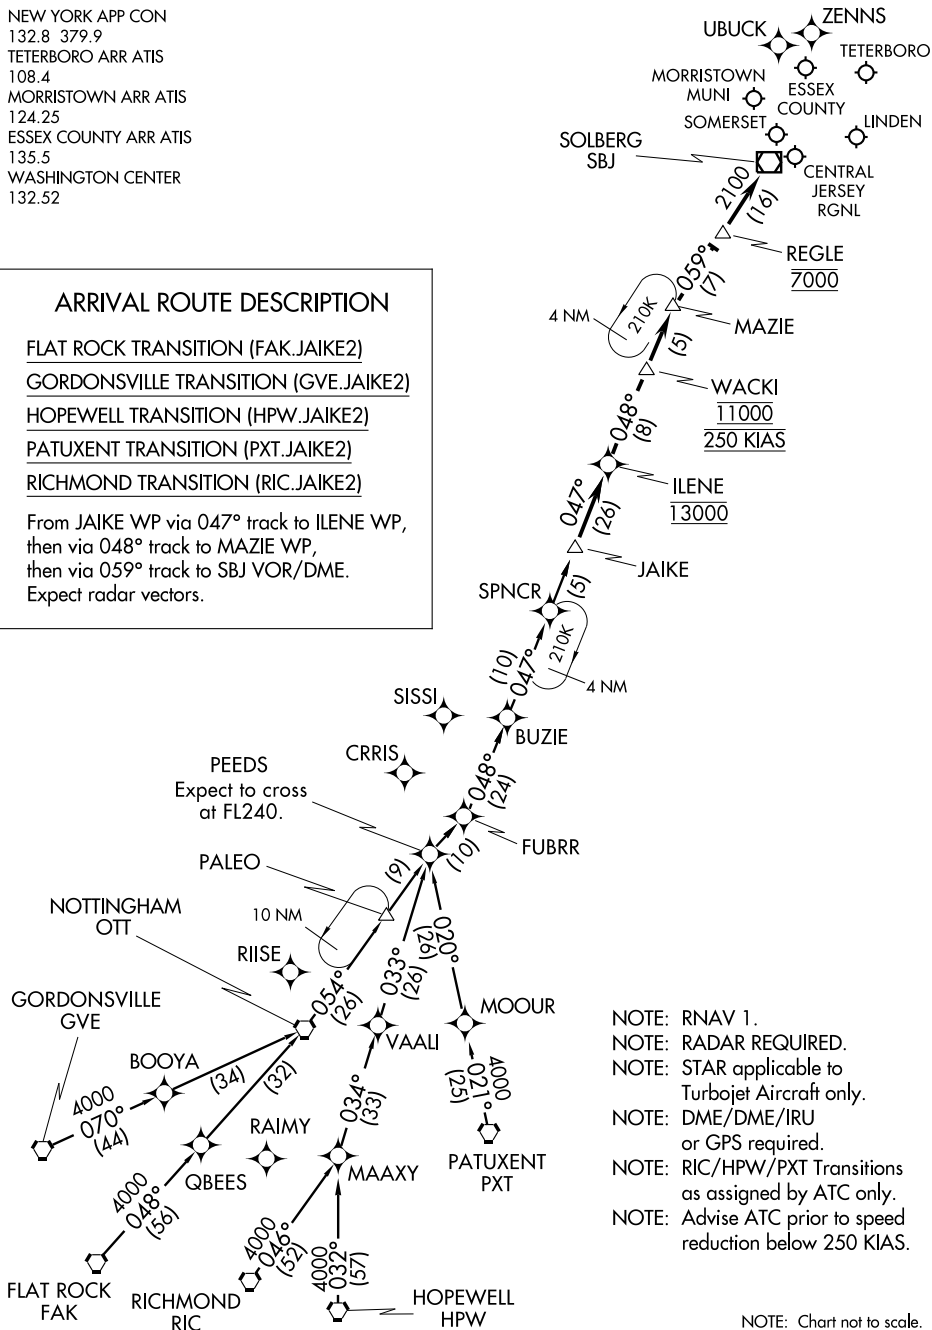 NEW YORK APP CON
132.8 379.9
TETERBORO ARR ATIS
108.4
MORRISTOWN ARR ATIS
124.25
ESSEX COUNTY ARR ATIS
135.5
WASHINGTON CENTER
132.52
UBUCK
ZENNS
TETERBORO
MORRISTOWN
MUNI
ESSEX
COUNTY
SOMERSET
LINDEN
SOLBERG
SBJ
CENTRAL
JERSEY
RGNL
2100
(16)
REGLE
7000
059°
(7)
210K
4 NM
MAZIE
(5)
WACKI
11000
250 KIAS
048°
(8)
ILENE
13000
047°
(26)
JAIKE
ARRIVAL ROUTE DESCRIPTION
FLAT ROCK TRANSITION (FAK.JAIKE2)
GORDONSVILLE TRANSITION (GVE.JAIKE2)
HOPEWELL TRANSITION (HPW.JAIKE2)
PATUXENT TRANSITION (PXT.JAIKE2)
RICHMOND TRANSITION (RIC.JAIKE2)
From JAIKE WP via 047° track to ILENE WP,
then via 048° track to MAZIE WP,
then via 059° track to SBJ VOR/DME.
Expect radar vectors.
SPNCR
(5)
210K
4 NM
(10)
047°
SISSI
BUZIE
CRRIS
048°
(24)
PEEDS
Expect to cross
at FL240.
FUBRR
(10)
PALEO
(9)
10 NM
NOTTINGHAM
OTT
RIISE
054°
(26)
033°
(26)
020°
(26)
GORDONSVILLE
GVE
BOOYA
VAALI
MOOUR
4000
070°
(44)
(34)
(32)
034°
(33)
4000
021°
(25)
RAIMY
QBEES
MAAXY
PATUXENT
PXT
4000
048°
(56)
4000
046°
(52)
4000
032°
(57)
FLAT ROCK
FAK
RICHMOND
RIC
HOPEWELL
HPW
NOTE: RNAV 1.
NOTE: RADAR REQUIRED.
NOTE: STAR applicable to
Turbojet Aircraft only.
NOTE: DME/DME/IRU
or GPS required.
NOTE: RIC/HPW/PXT Transitions
as assigned by ATC only.
NOTE: Advise ATC prior to speed
reduction below 250 KIAS.
NOTE: Chart not to scale.